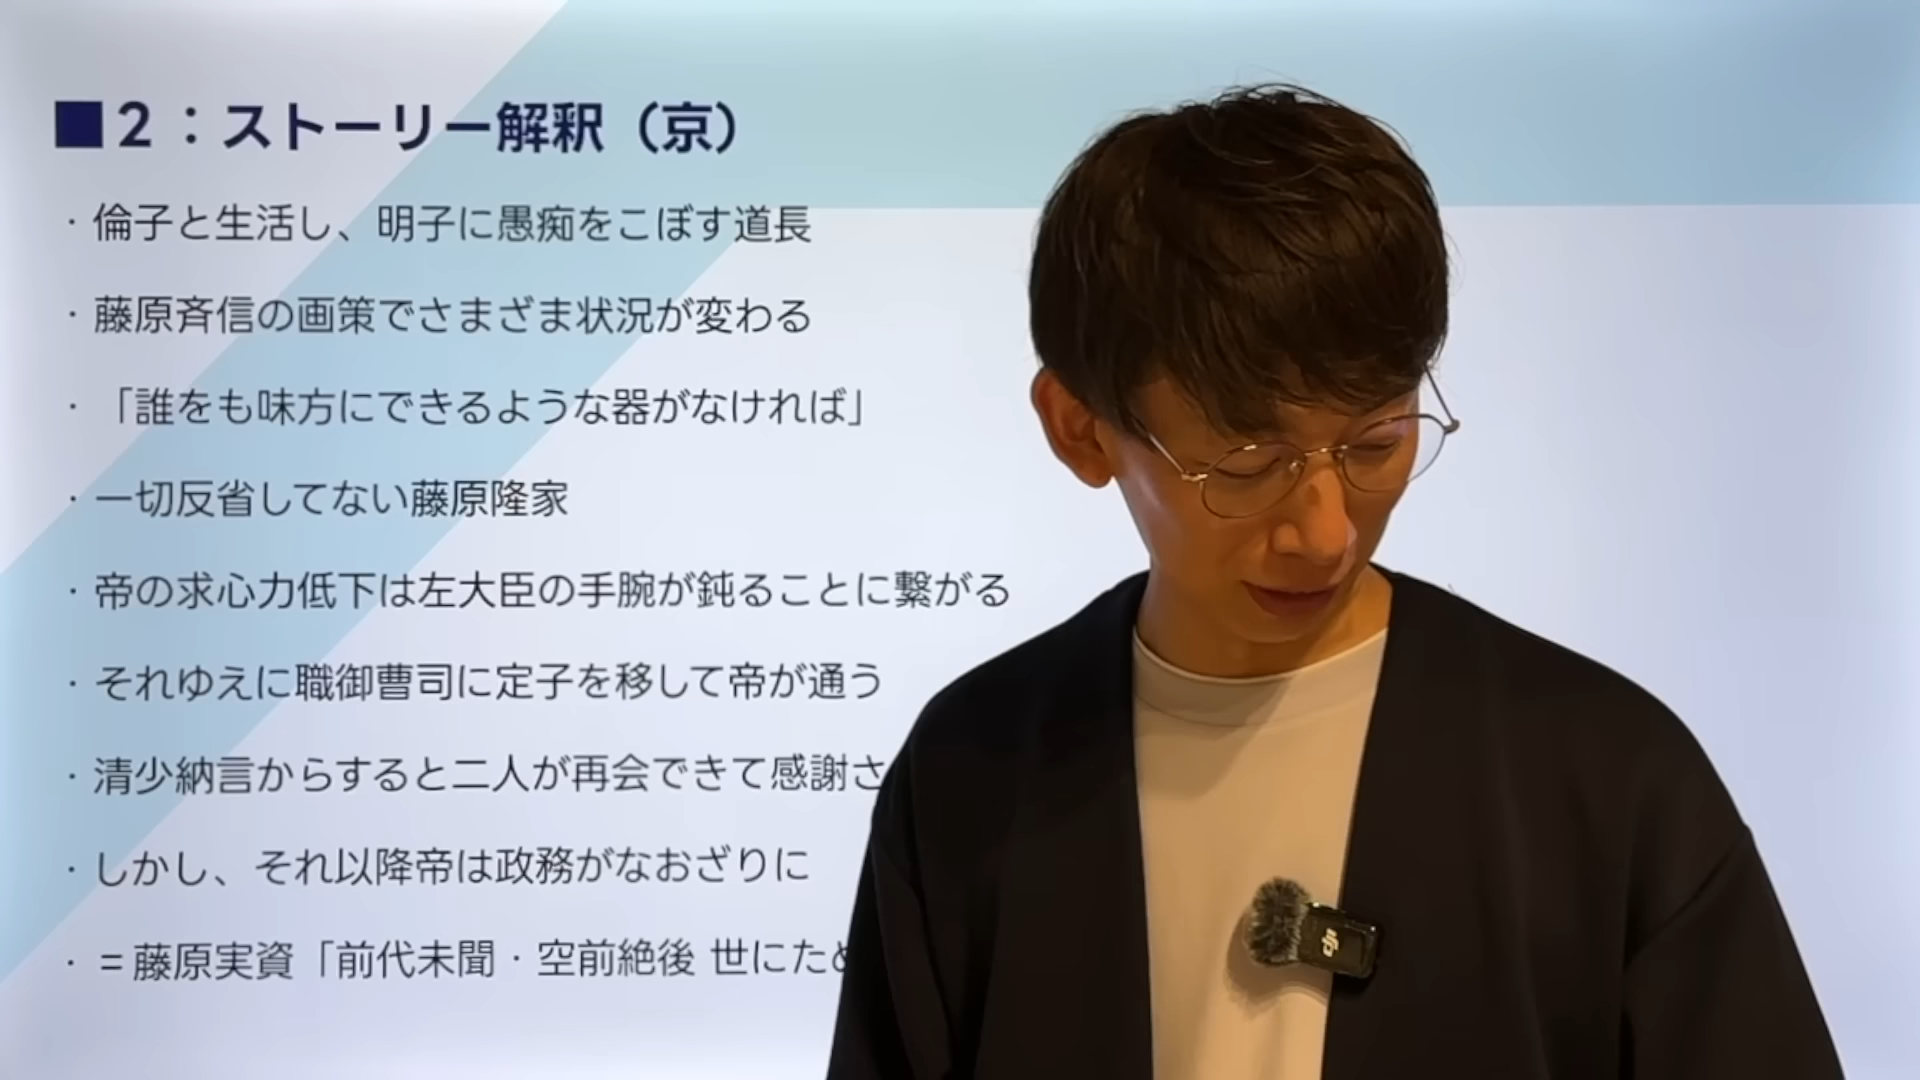 ■２：ストーリー解釈（京）
・倫子と生活し、明子に愚痴をこぼす道長
・藤原斉信の画策でさまざま状況が変わる
・「誰をも味方にできるような器がなければ」
・一切反省してない藤原隆家
・帝の求心力低下は左大臣の手腕が鈍ることに繋がる
・それゆえに職御曹司に定子を移して帝が通う
・清少納言からすると二人が再会できて感謝さ
・しかし、それ以降帝は政務がなおざりに
・＝藤原実資「前代未聞・空前絶後 世にため
dji